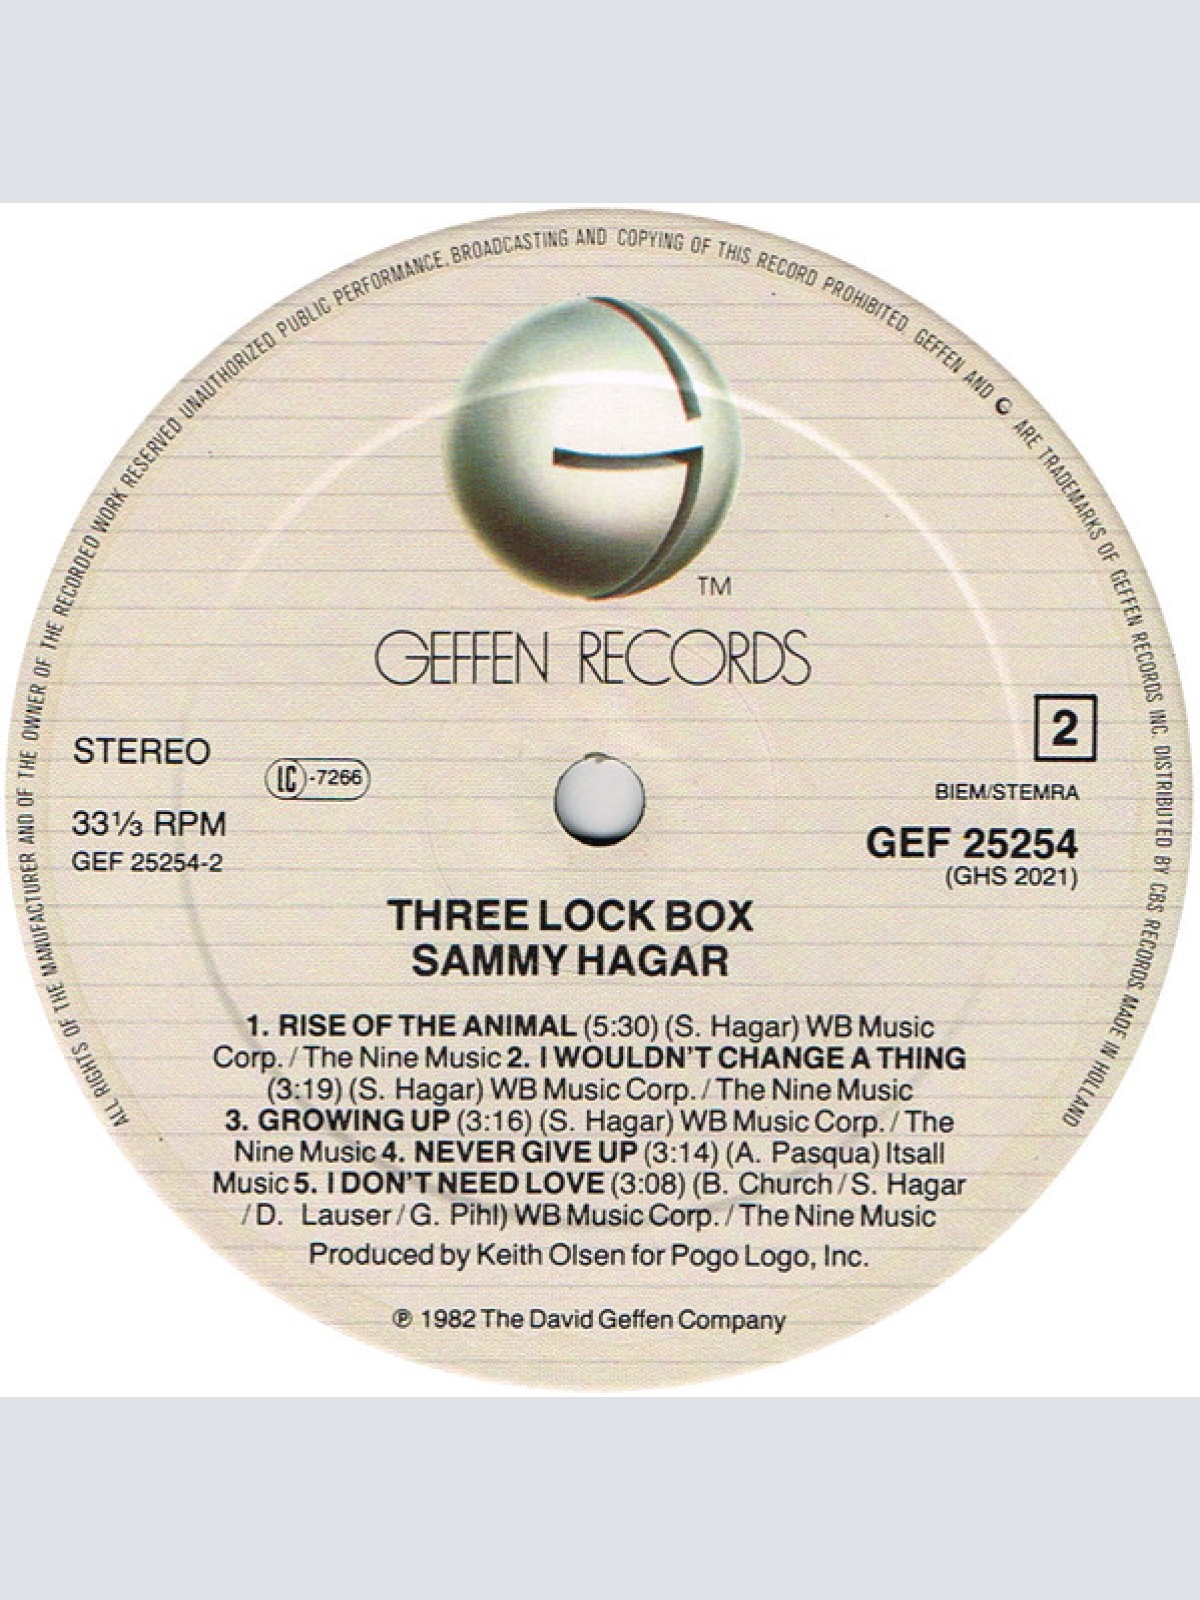 ALL RIGHTS OF THE MANUFACTURER AND OF THE OWNER OF THE RECORDED WORK RESERVED UNAUTHORIZED PUBLIC PERFORMANCE, BROADCASTING AND COPYING OF THIS RECORD PROHIBITED. GEFFEN AND G ARE TRADEMARKS OF GEFFEN RECORDS INC. DISTRIBUTED BY CBS RECORDS. MADE IN HOLLAND
TM
GEFFEN RECORDS
STEREO
LC-7266
33⅓ RPM
GEF 25254-2
2
BIEM/STEMRA
GEF 25254
(GHS 2021)
THREE LOCK BOX
SAMMY HAGAR
1. RISE OF THE ANIMAL (5:30) (S. Hagar) WB Music
Corp. / The Nine Music 2. I WOULDN'T CHANGE A THING
(3:19) (S. Hagar) WB Music Corp. / The Nine Music
3. GROWING UP (3:16) (S. Hagar) WB Music Corp. / The
Nine Music 4. NEVER GIVE UP (3:14) (A. Pasqua) Itsall
Music 5. I DON'T NEED LOVE (3:08) (B. Church / S. Hagar
/ D. Lauser / G. Pihl) WB Music Corp. / The Nine Music
Produced by Keith Olsen for Pogo Logo, Inc.
℗ 1982 The David Geffen Company